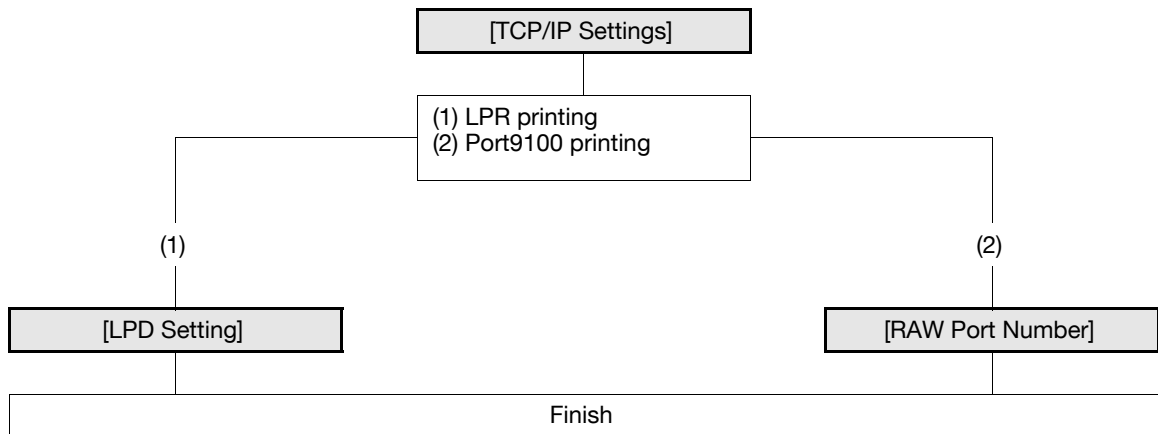 [TCP/IP Settings]
(1) LPR printing
(2) Port9100 printing
(1)
(2)
[LPD Setting]
[RAW Port Number]
Finish